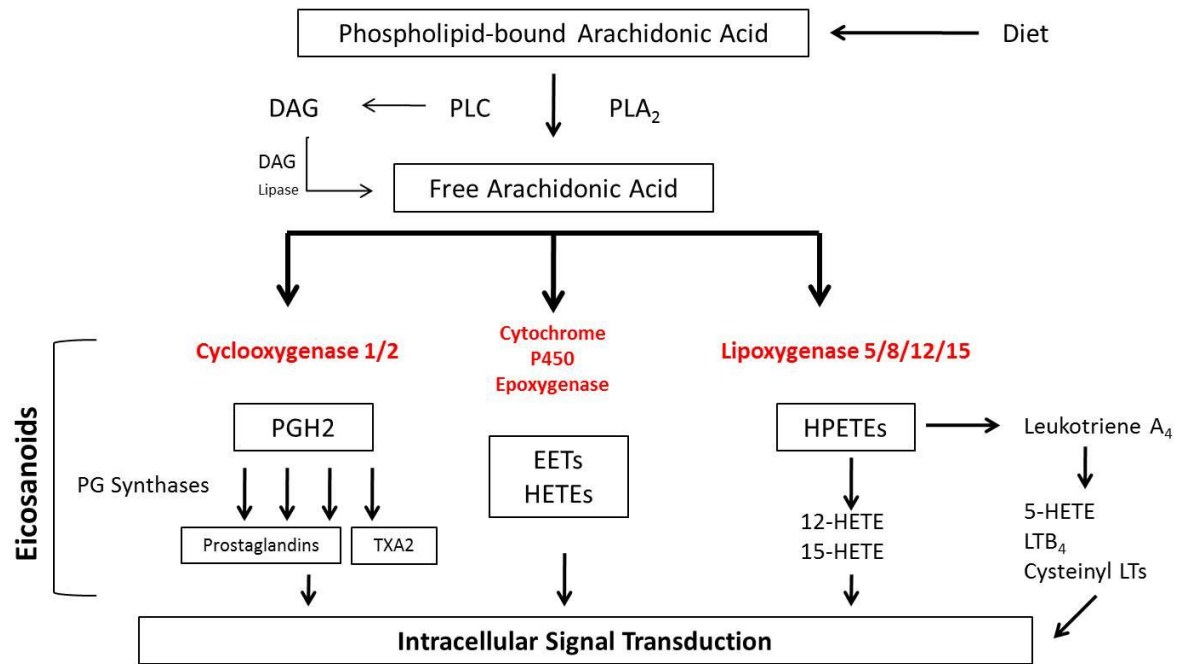 Phospholipid-bound Arachidonic Acid
Diet
DAG
PLC
PLA₂
DAG
Lipase
Free Arachidonic Acid
Eicosanoids
Cyclooxygenase 1/2
Cytochrome
P450
Epoxygenase
Lipoxygenase 5/8/12/15
PGH2
EETs
HETEs
HPETEs
Leukotriene A₄
PG Synthases
Prostaglandins
TXA2
12-HETE
15-HETE
5-HETE
LTB₄
Cysteinyl LTs
Intracellular Signal Transduction